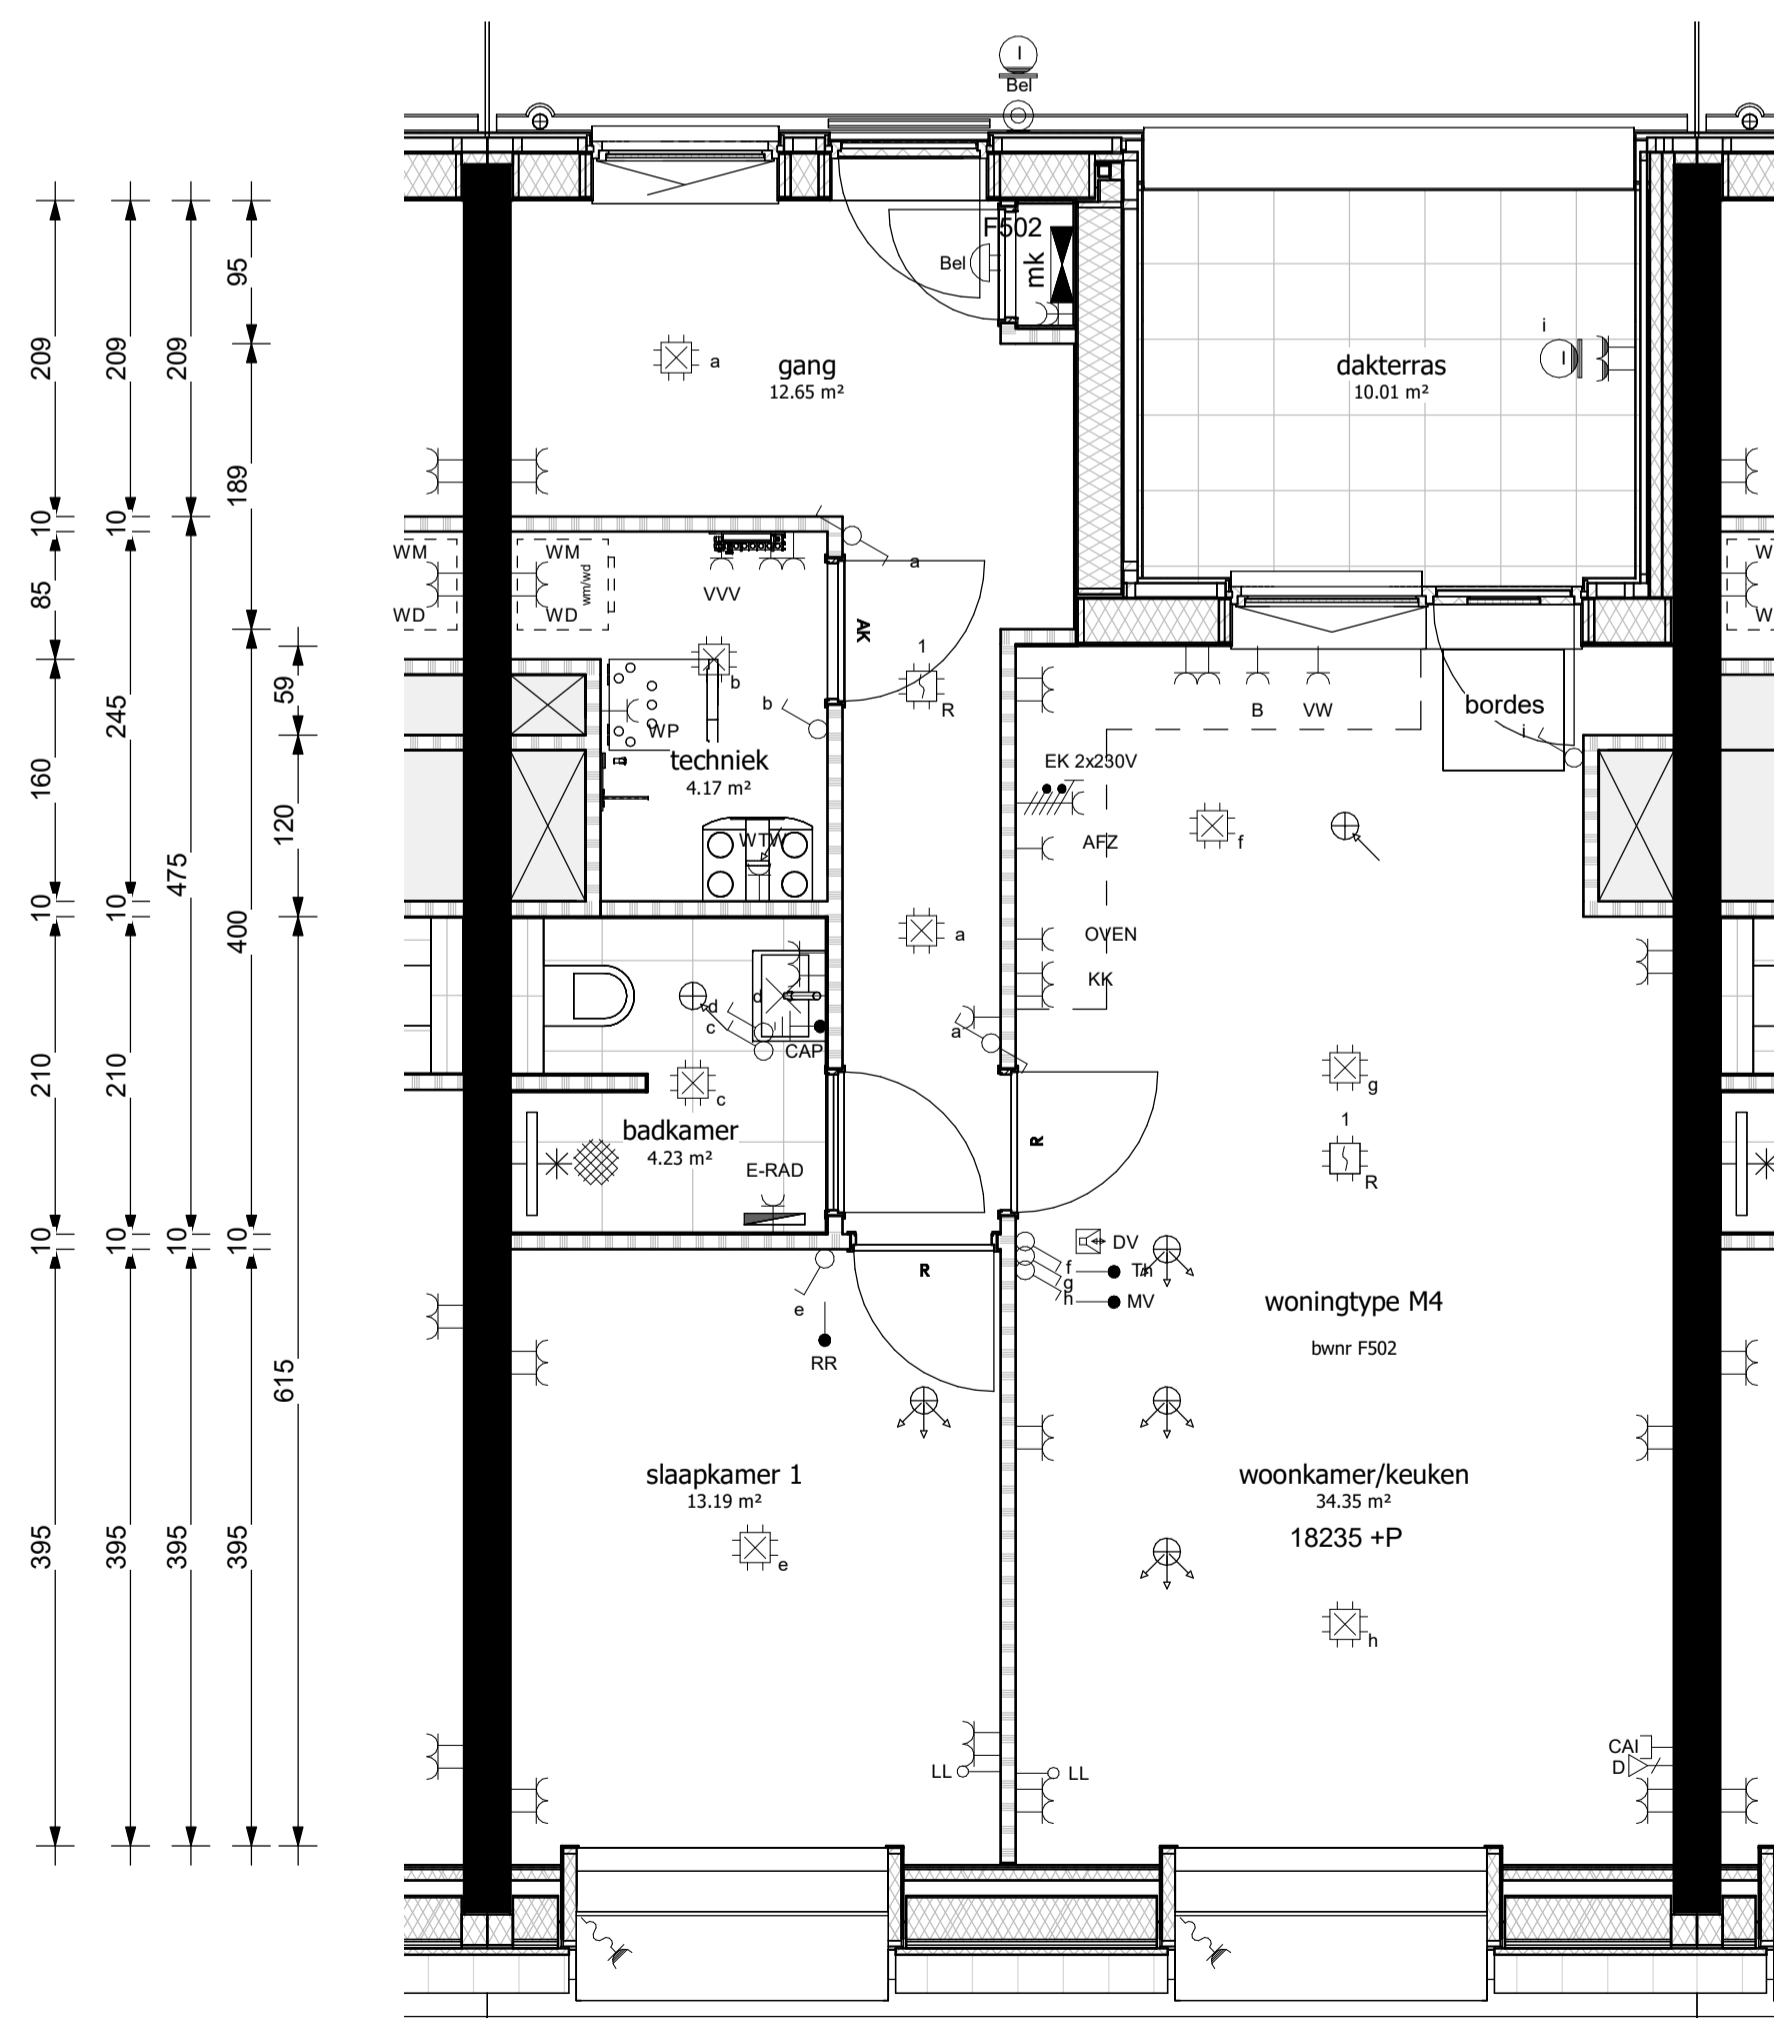 I
Bel
F502
Bel
mk
95
209
209
209
a
gang
12.65 m²
i
I
dakterras
10.01 m²
189
10
10
WM
WM
wm/wd
WD
WD
VVV
a
AK
85
1
R
b
b
59
245
WP
techniek
4.17 m²
B
VW
bordes
i
EK 2x230V
160
120
WTW
AFZ
f
475
10
10
400
a
OVEN
KK
d
d
c
a
CAP
210
210
c
g
1
R
badkamer
4.23 m²
R
E-RAD
10
10
10
10
R
DV
f
Th
g
h
MV
e
RR
woningtype M4
bwnr F502
615
slaapkamer 1
13.19 m²
woonkamer/keuken
34.35 m²
18235 +P
395
395
395
395
e
h
LL
LL
CAI
D
W
W